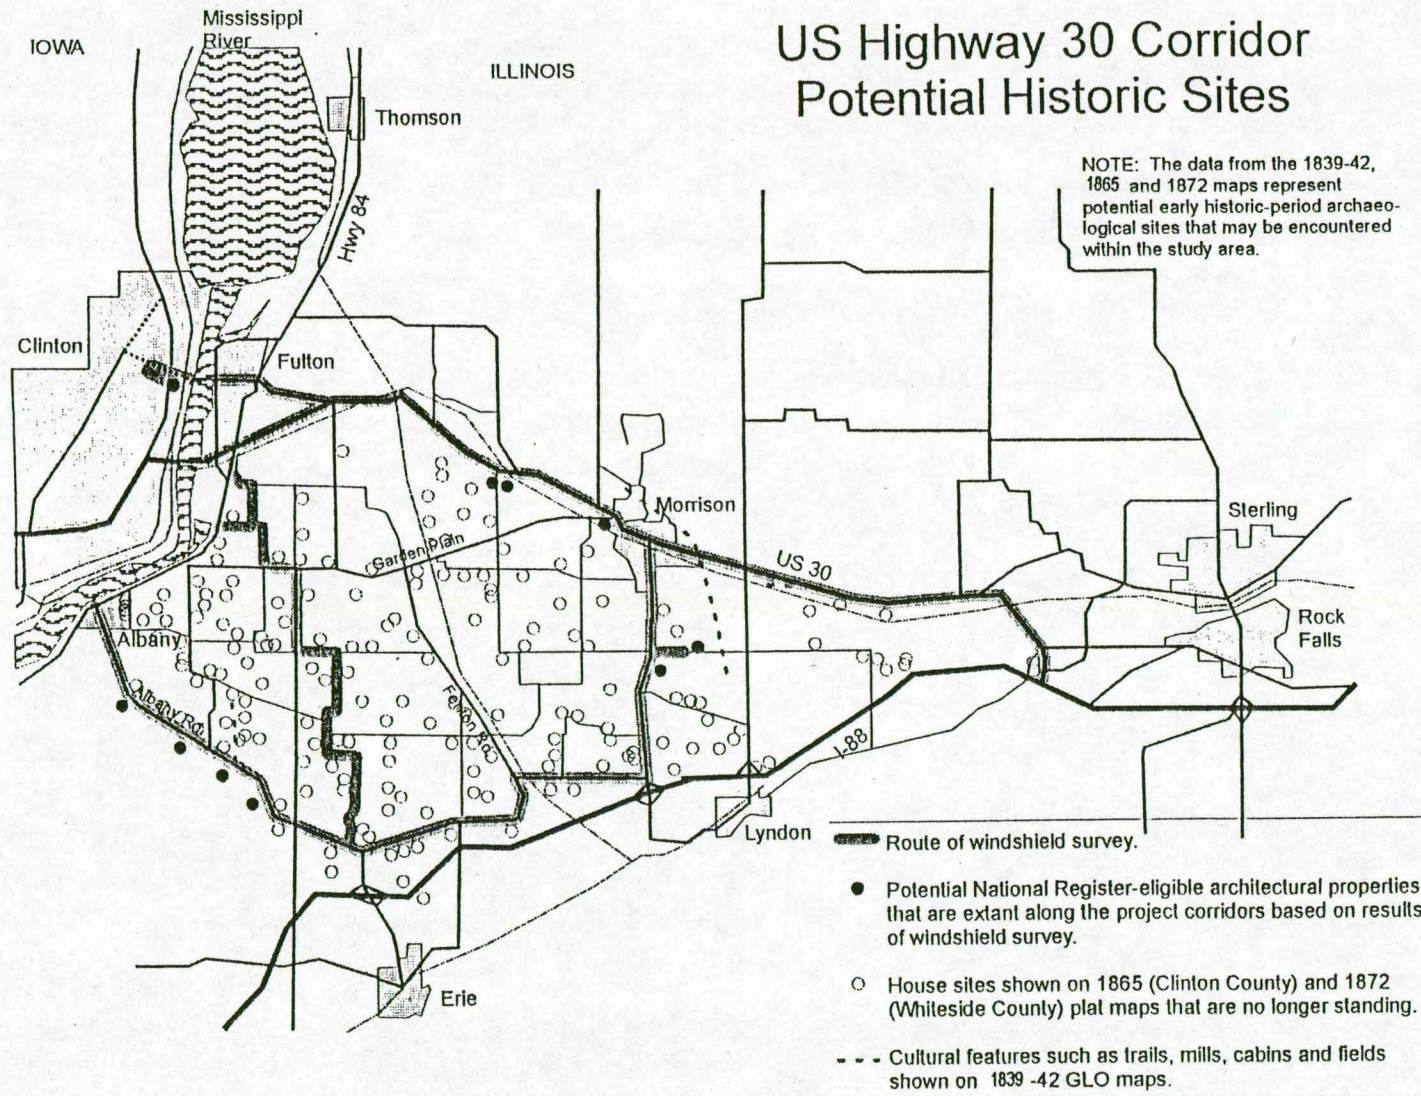 US Highway 30 Corridor
Potential Historic Sites
NOTE: The data from the 1839-42,
1865 and 1872 maps represent
potential early historic-period archaeo-
logical sites that may be encountered
within the study area.
IOWA
Mississippi
River
ILLINOIS
Thomson
Hwy 84
Clinton
Fulton
Morrison
Garden Plain
US 30
Sterling
Rock
Falls
Albany
Albany Rd.
Fenton Rd.
I-88
Lyndon
Erie
Route of windshield survey.
Potential National Register-eligible architectural properties
that are extant along the project corridors based on results
of windshield survey.
House sites shown on 1865 (Clinton County) and 1872
(Whiteside County) plat maps that are no longer standing.
Cultural features such as trails, mills, cabins and fields
shown on 1839 -42 GLO maps.